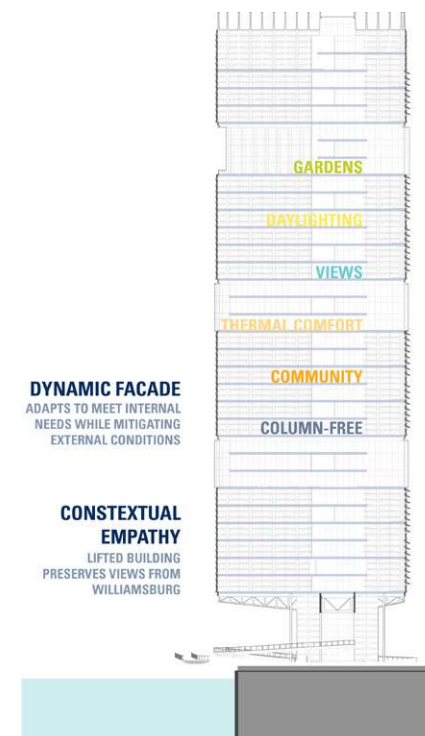 GARDENS
DAYLIGHTING
VIEWS
THERMAL COMFORT
COMMUNITY
COLUMN-FREE
DYNAMIC FACADE
ADAPTS TO MEET INTERNAL
NEEDS WHILE MITIGATING
EXTERNAL CONDITIONS
CONSTEXTUAL
EMPATHY
LIFTED BUILDING
PRESERVES VIEWS FROM
WILLIAMSBURG